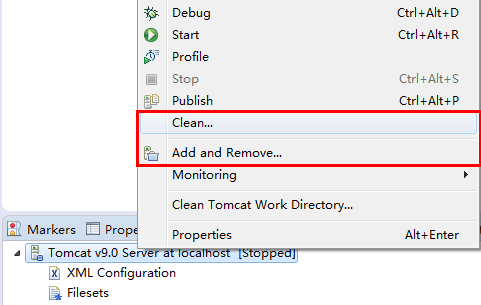 Debug Ctrl+Alt+D
Start Ctrl+Alt+R
Profile
Stop Ctrl+Alt+S
Publish Ctrl+Alt+P
Clean...
Add and Remove...
Monitoring
Clean Tomcat Work Directory...
Properties Alt+Enter
Markers Prope
Tomcat v9.0 Server at localhost [Stopped]
XML Configuration
Filesets